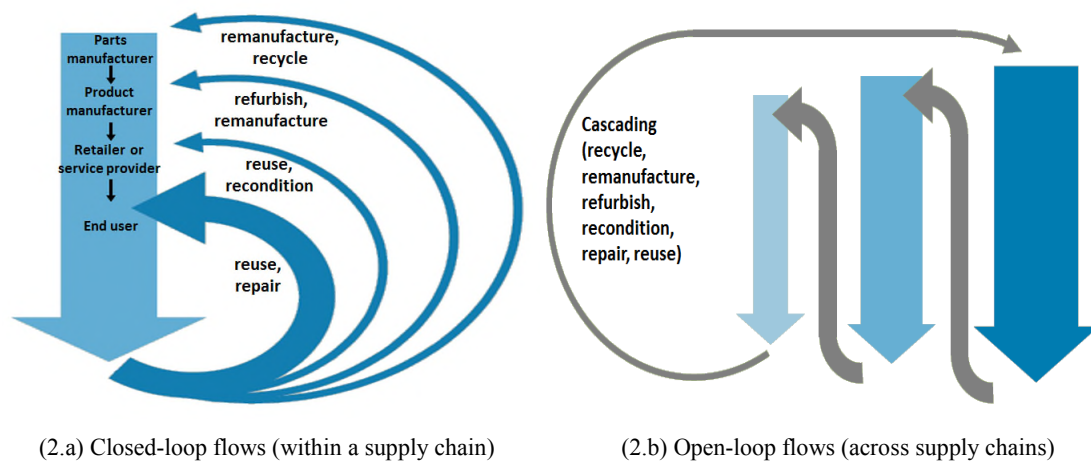 Parts
manufacturer
Product
manufacturer
Retailer or
service provider
End user
remanufacture,
recycle
refurbish,
remanufacture
reuse,
recondition
reuse,
repair
Cascading
(recycle,
remanufacture,
refurbish,
recondition,
repair, reuse)
(2.a) Closed-loop flows (within a supply chain)
(2.b) Open-loop flows (across supply chains)